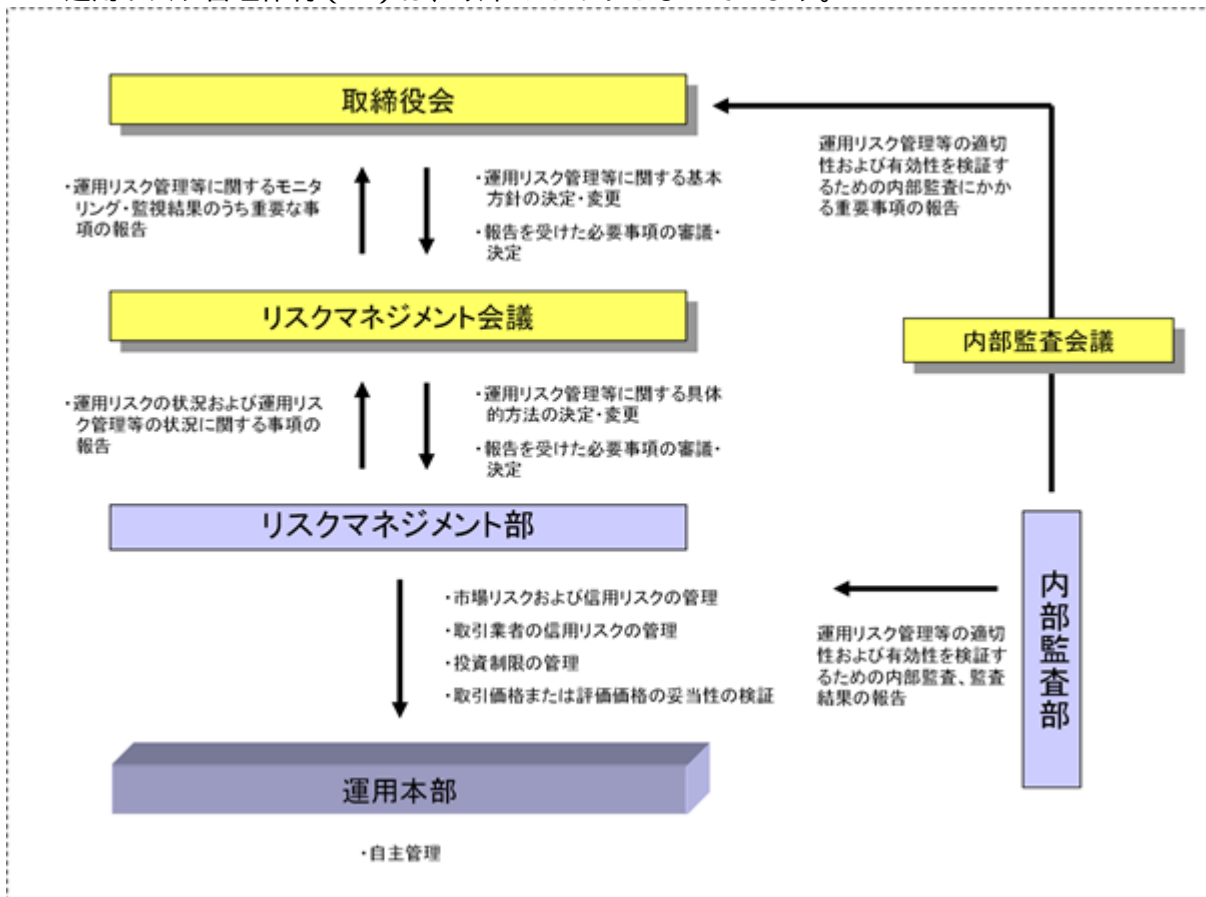 取締役会
・運用リスク管理等に関するモニ
タリング・監視結果のうち重要な事
項の報告
・運用リスク管理等に関する基本
方針の決定・変更
・報告を受けた必要事項の審議・
決定
運用リスク管理等の適切
性および有効性を検証す
るための内部監査にかか
る重要事項の報告
リスクマネジメント会議
内部監査会議
・運用リスクの状況および運用リス
ク管理等の状況に関する事項の
報告
・運用リスク管理等に関する具体
的方法の決定・変更
・報告を受けた必要事項の審議・
決定
リスクマネジメント部
内部監査部
・市場リスクおよび信用リスクの管理
・取引業者の信用リスクの管理
・投資制限の管理
・取引価格または評価価格の妥当性の検証
運用リスク管理等の適切
性および有効性を検証す
るための内部監査、監査
結果の報告
運用本部
・自主管理